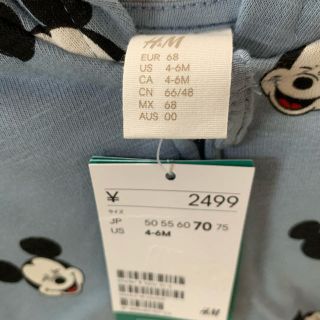 H&M
EUR 68
US 4-6M
CA 4-6M
CN 66/48
MX 68
AUS 00
¥ 2499
サイズ
JP 50 55 60 70 75
US 4-6M
H&M